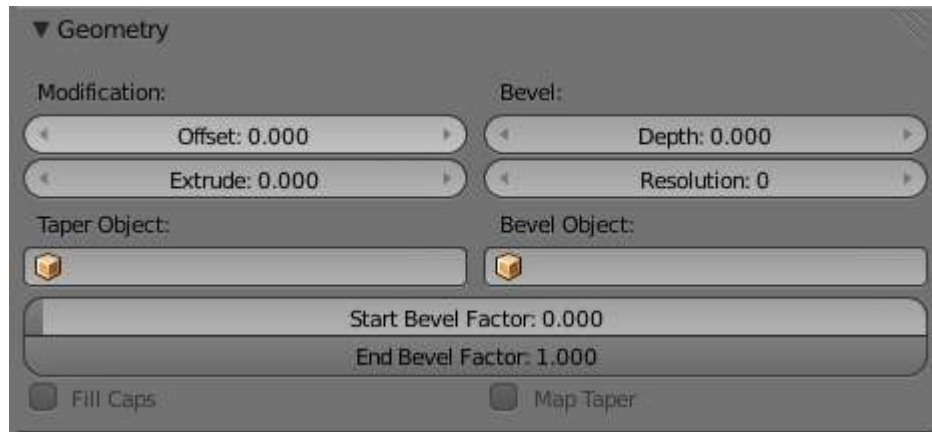 Geometry
Modification:
Bevel:
Offset: 0.000
Depth: 0.000
Extrude: 0.000
Resolution: 0
Taper Object:
Bevel Object:
Start Bevel Factor: 0.000
End Bevel Factor: 1.000
Fill Caps
Map Taper